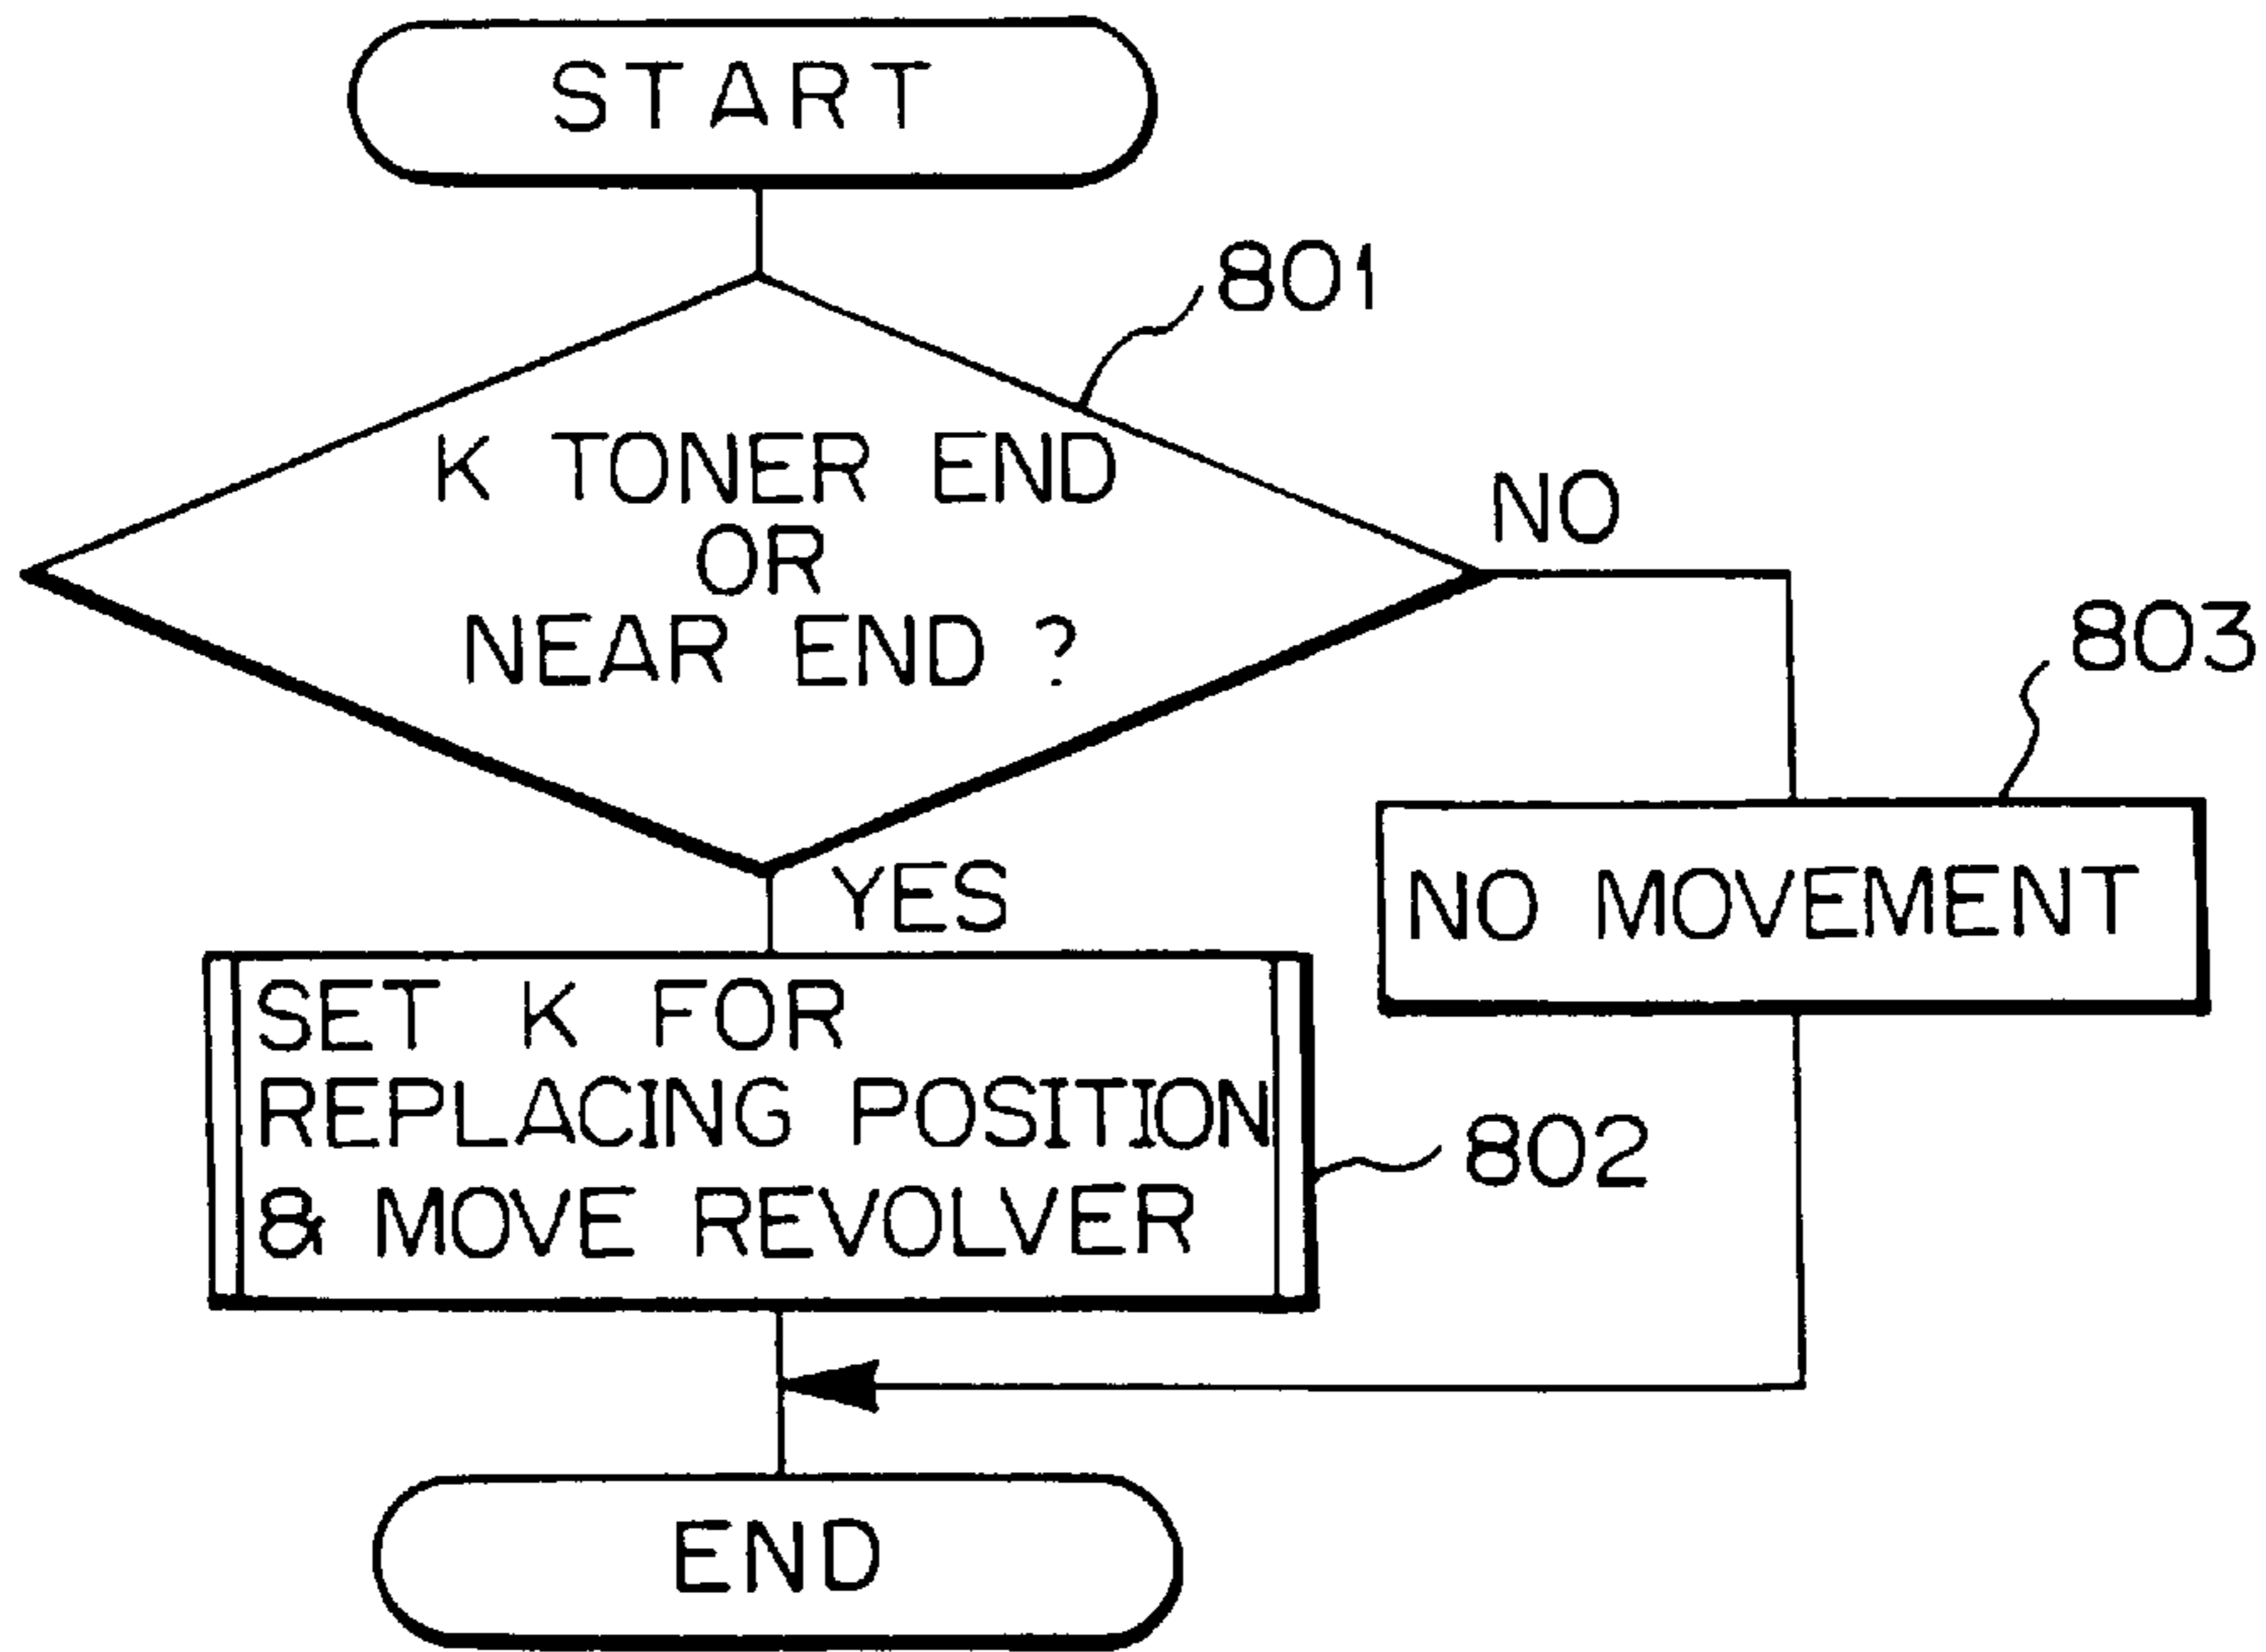 START
801
K TONER END
OR
NEAR END ?
NO
803
NO MOVEMENT
YES
SET K FOR
REPLACING POSITION
& MOVE REVOLVER
802
END